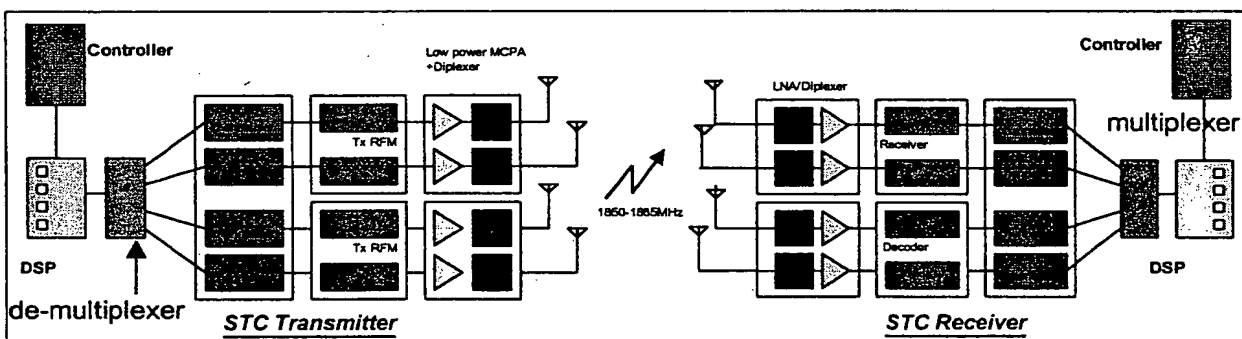 Controller
Low power MCPA
+Diplexer
Tx RFM
Tx RFM
DSP
de-multiplexer
STC Transmitter
1850-1865MHz
Controller
LNA/Diplexer
multiplexer
Receiver
Decoder
DSP
STC Receiver